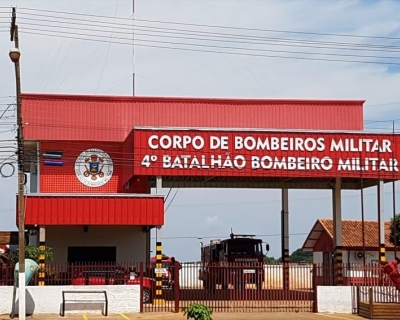 CORPO DE BOMBEIROS MILITAR
4º BATALHÃO BOMBEIRO MILITAR